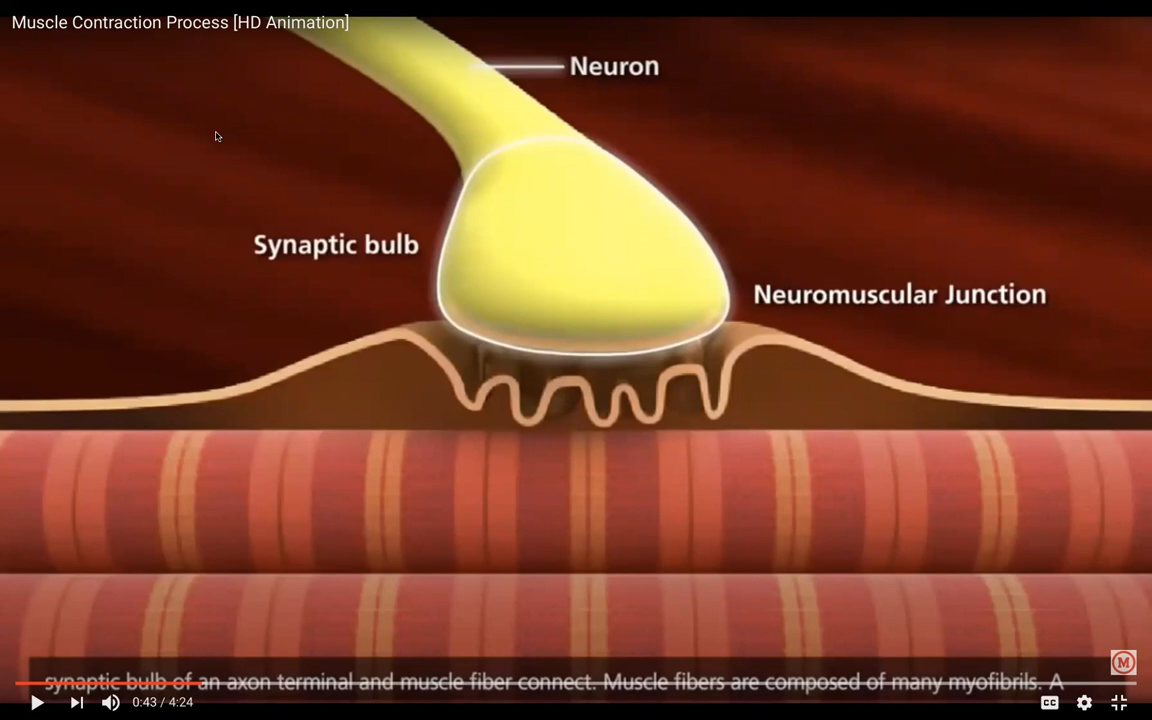 Muscle Contraction Process [HD Animation]
Neuron
Synaptic bulb
Neuromuscular Junction
M
synaptic bulb of an axon terminal and muscle fiber connect. Muscle fibers are composed of many myofibrils. A
0:43 / 4:24
CC